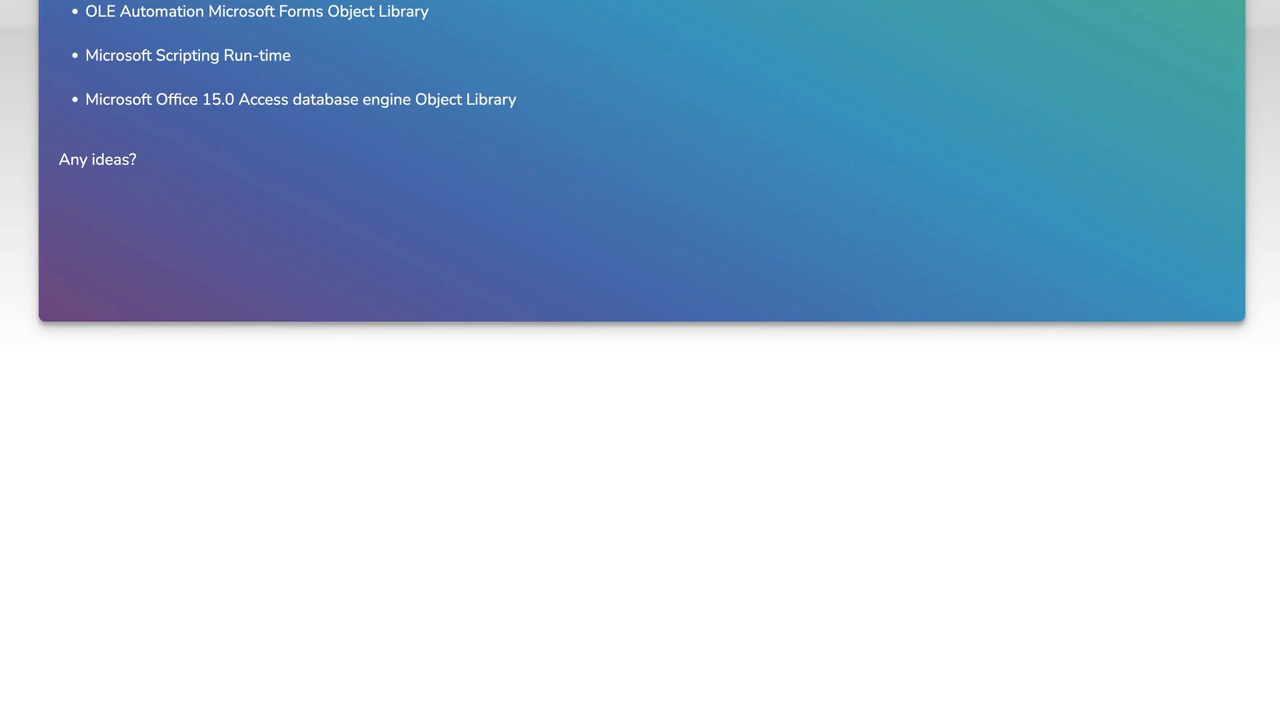 • OLE Automation Microsoft Forms Object Library
• Microsoft Scripting Run-time
• Microsoft Office 15.0 Access database engine Object Library
Any ideas?